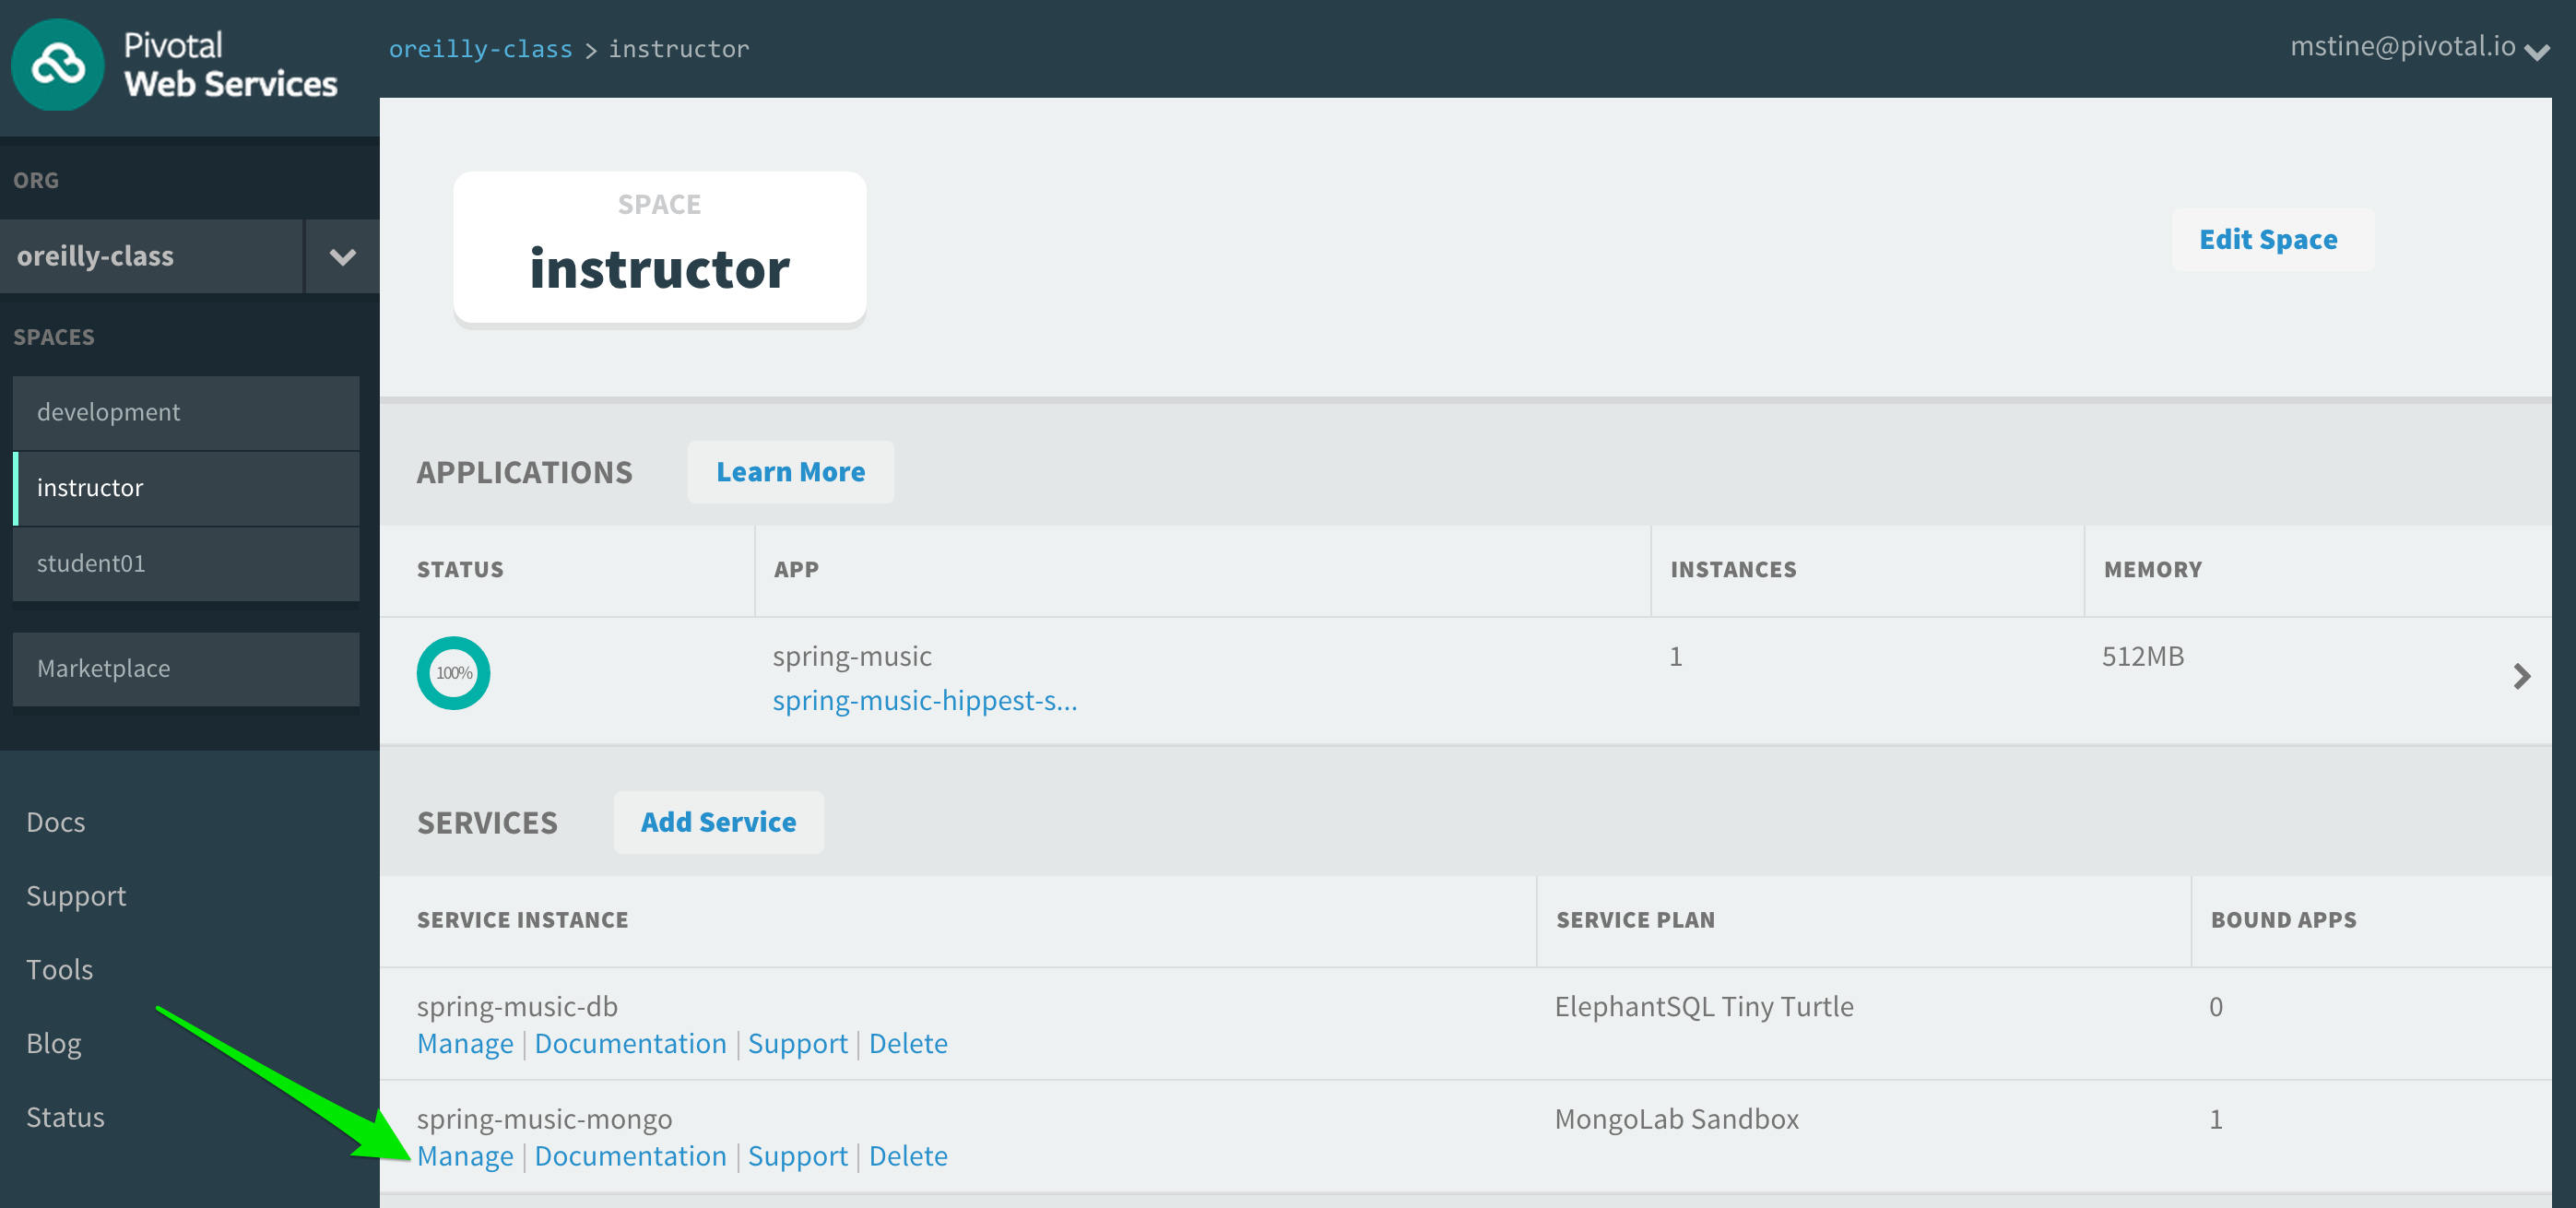 Pivotal
Web Services
oreilly-class > instructor
mstine@pivotal.io
ORG
oreilly-class
SPACES
development
instructor
student01
Marketplace
Docs
Support
Tools
Blog
Status
SPACE
instructor
Edit Space
APPLICATIONS
Learn More
STATUS APP INSTANCES MEMORY
100% spring-music 1 512MB
spring-music-hippest-s...
SERVICES
Add Service
SERVICE INSTANCE SERVICE PLAN BOUND APPS
spring-music-db ElephantSQL Tiny Turtle 0
Manage | Documentation | Support | Delete
spring-music-mongo MongoLab Sandbox 1
Manage | Documentation | Support | Delete